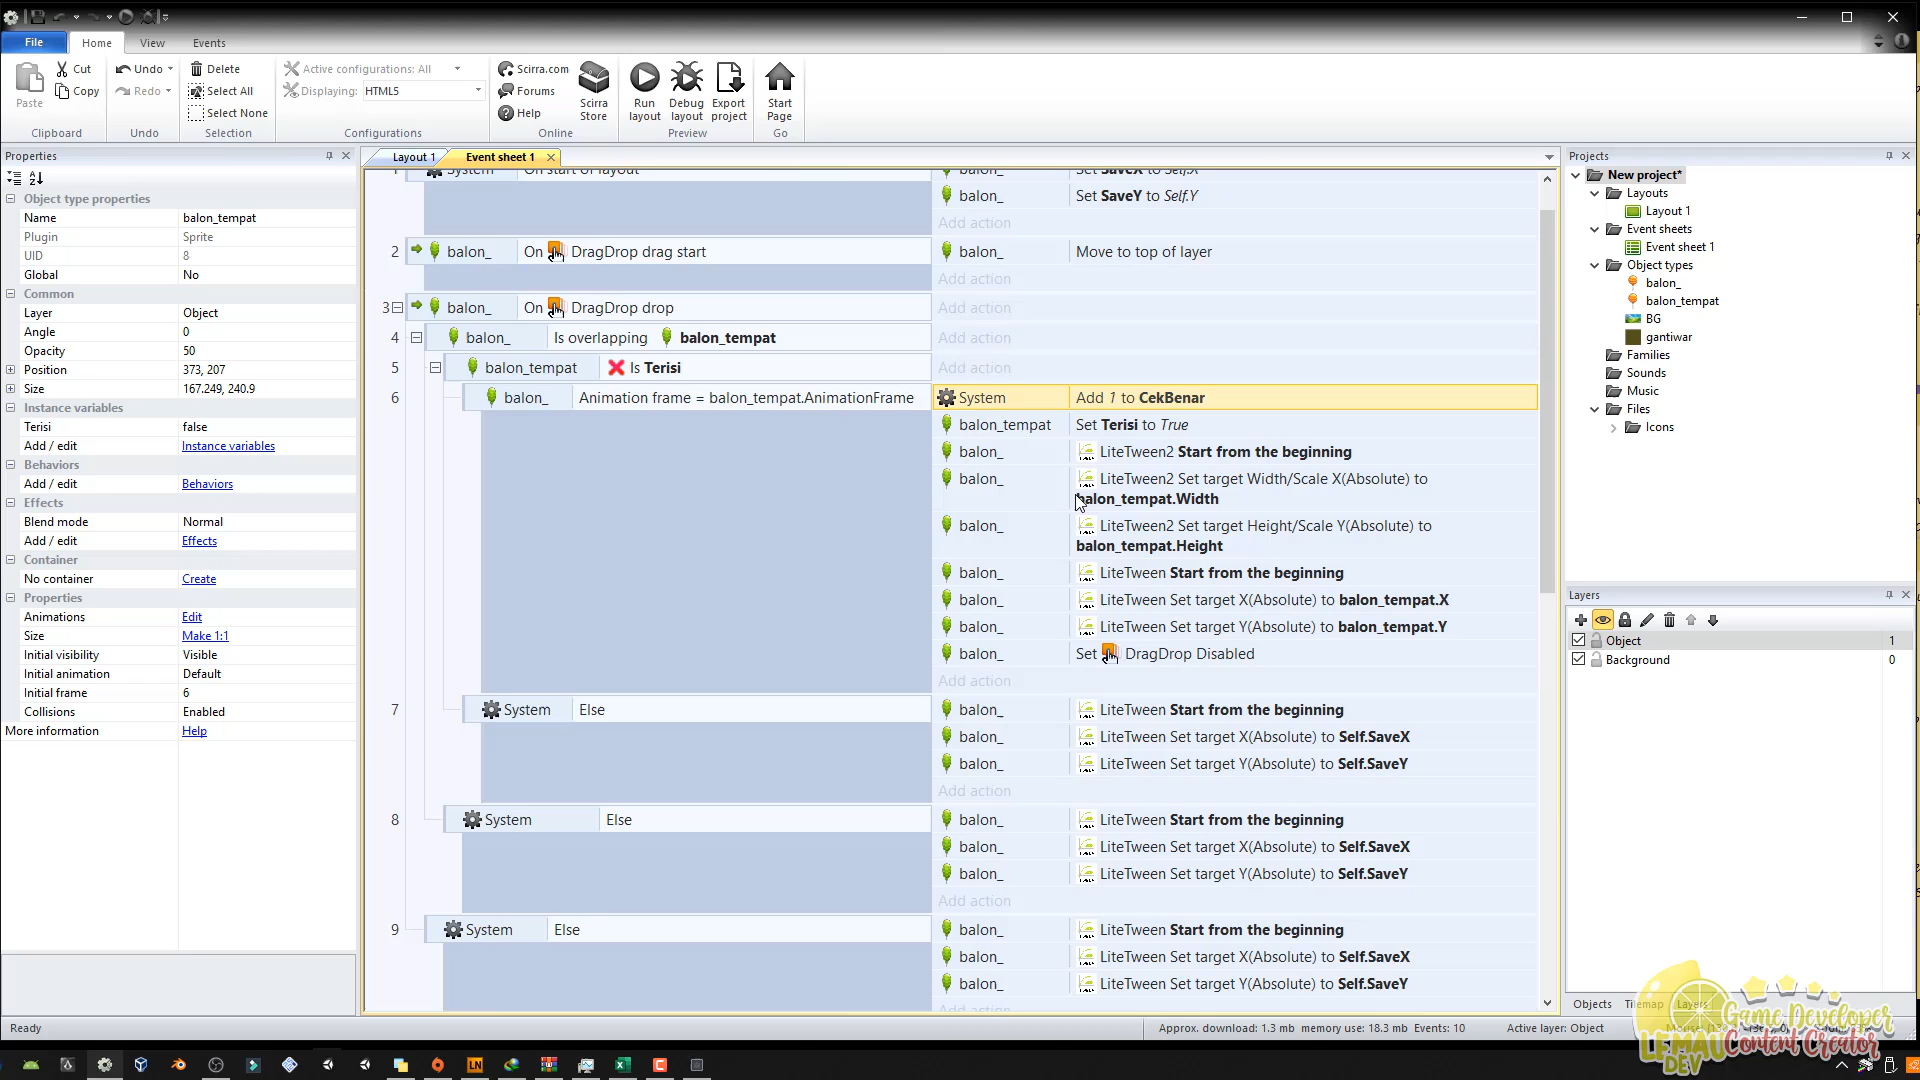 File Home View Events
Paste Cut Copy Clipboard
Undo Redo Undo
Delete Select All Select None Selection
Active configurations: All
Displaying: HTML5
Configurations
Scirra.com Forums Help Scirra Store Online
Run layout Debug layout Export project Preview
Start Page Go
Properties
Object type properties
Name balon_tempat
Plugin Sprite
UID 8
Global No
Common
Layer Object
Angle 0
Opacity 50
Position 373, 207
Size 167.249, 240.9
Instance variables
Terisi false
Add / edit Instance variables
Behaviors
Add / edit Behaviors
Effects
Blend mode Normal
Add / edit Effects
Container
No container Create
Properties
Animations Edit
Size Make 1:1
Initial visibility Visible
Initial animation Default
Initial frame 6
Collisions Enabled
More information Help
Layout 1 Event sheet 1
1 System On start of layout balon_ Set SaveX to Self.X
balon_ Set SaveY to Self.Y
Add action
2 balon_ On DragDrop drag start balon_ Move to top of layer
Add action
3 balon_ On DragDrop drop Add action
4 balon_ Is overlapping balon_tempat Add action
5 balon_tempat Is Terisi Add action
6 balon_ Animation frame = balon_tempat.AnimationFrame System Add 1 to CekBenar
balon_tempat Set Terisi to True
balon_ LiteTween2 Start from the beginning
balon_ LiteTween2 Set target Width/Scale X(Absolute) to
balon_tempat.Width
balon_ LiteTween2 Set target Height/Scale Y(Absolute) to
balon_tempat.Height
balon_ LiteTween Start from the beginning
balon_ LiteTween Set target X(Absolute) to balon_tempat.X
balon_ LiteTween Set target Y(Absolute) to balon_tempat.Y
balon_ Set DragDrop Disabled
Add action
7 System Else balon_ LiteTween Start from the beginning
balon_ LiteTween Set target X(Absolute) to Self.SaveX
balon_ LiteTween Set target Y(Absolute) to Self.SaveY
Add action
8 System Else balon_ LiteTween Start from the beginning
balon_ LiteTween Set target X(Absolute) to Self.SaveX
balon_ LiteTween Set target Y(Absolute) to Self.SaveY
Add action
9 System Else balon_ LiteTween Start from the beginning
balon_ LiteTween Set target X(Absolute) to Self.SaveX
balon_ LiteTween Set target Y(Absolute) to Self.SaveY
Add action
Projects
New project*
Layouts
Layout 1
Event sheets
Event sheet 1
Object types
balon_
balon_tempat
BG
gantiwar
Families
Sounds
Music
Files
Icons
Layers
Object 1
Background 0
Objects Tilemap Layers
Ready
Approx. download: 1.3 mb memory use: 18.3 mb Events: 10 Active layer: Object
Game Developer
LEMAU Content Creator
DEV